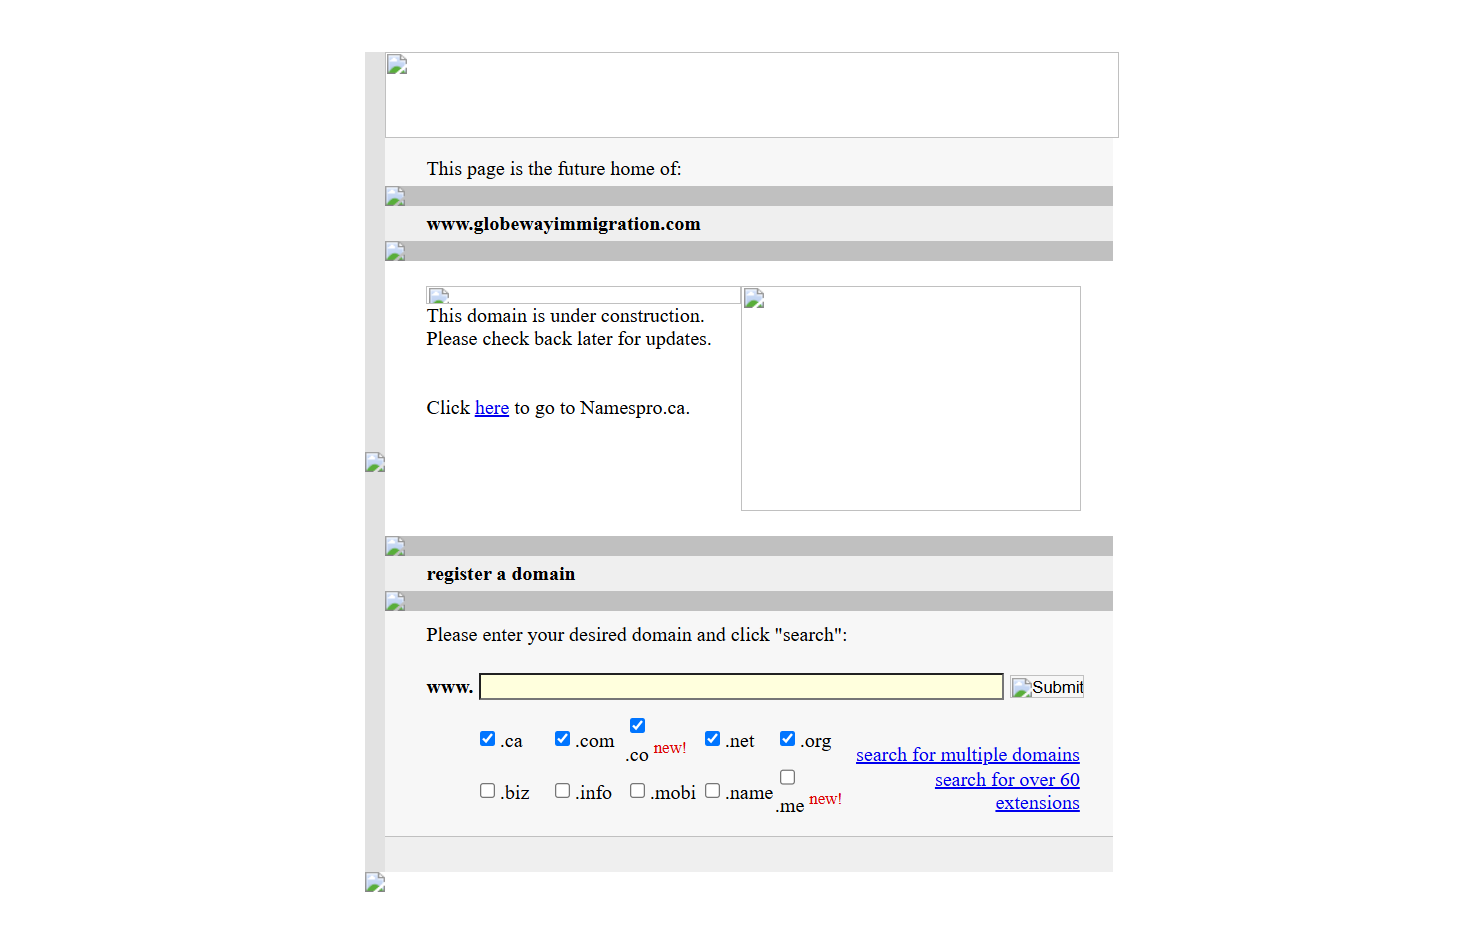 This page is the future home of:
www.globewayimmigration.com
This domain is under construction.
Please check back later for updates.
Click here to go to Namespro.ca.
register a domain
Please enter your desired domain and click "search":
www. Submit
.ca .com .co new! .net .org
search for multiple domains
.biz .info .mobi .name .me new!
search for over 60
extensions